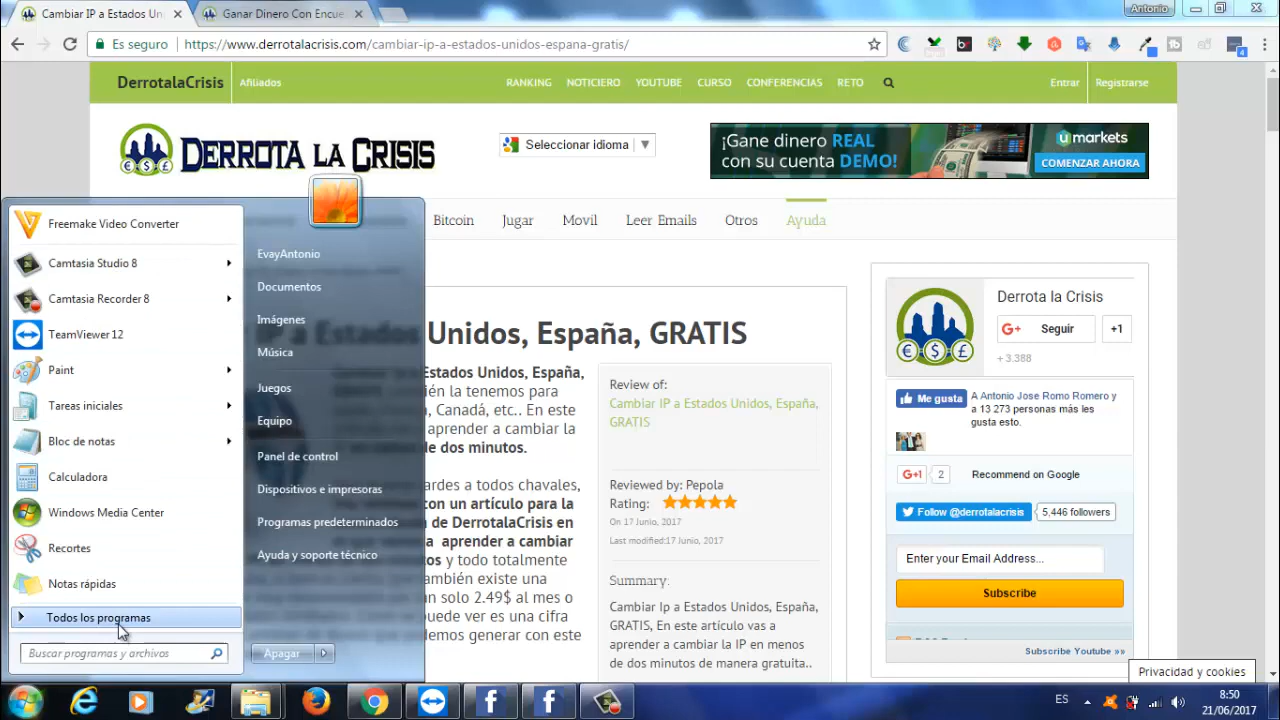 Cambiar IP a Estados Uni
Ganar Dinero Con Encue
Antonio
Es seguro
https://www.derrotalacrisis.com/cambiar-ip-a-estados-unidos-espana-gratis/
DerrotalaCrisis
Afiliados
RANKING
NOTICIERO
YOUTUBE
CURSO
CONFERENCIAS
RETO
Entrar
Registrarse
DERROTA LA CRISIS
Seleccionar idioma
¡Gane dinero REAL
con su cuenta DEMO!
umarkets
COMENZAR AHORA
Bitcoin
Jugar
Movil
Leer Emails
Otros
Ayuda
Freemake Video Converter
Camtasia Studio 8
Camtasia Recorder 8
TeamViewer 12
Paint
Tareas iniciales
Bloc de notas
Calculadora
Windows Media Center
Recortes
Notas rápidas
Todos los programas
Buscar programas y archivos
EvayAntonio
Documentos
Imágenes
Música
Juegos
Equipo
Panel de control
Dispositivos e impresoras
Programas predeterminados
Ayuda y soporte técnico
Apagar
IP a Estados Unidos, España, GRATIS
Estados Unidos, España,
también la tenemos para
Canadá, etc.. En este
aprender a cambiar la
de dos minutos.
tardes a todos chavales,
con un artículo para la
de DerrotalaCrisis en
aprender a cambiar
y todo totalmente
también existe una
an solo 2.49$ al mes o
se puede ver es una cifra
podemos generar con este
Review of:
Cambiar IP a Estados Unidos, España,
GRATIS
Reviewed by: Pepola
Rating:
On 17 Junio, 2017
Last modified:17 Junio, 2017
Summary:
Cambiar Ip a Estados Unidos, España,
GRATIS, En este artículo vas a
aprender a cambiar la IP en menos
de dos minutos de manera gratuita..
Derrota la Crisis
G+ Seguir
+1
+ 3.388
Me gusta
A Antonio Jose Romo Romero y
a 13 273 personas más les
gusta esto.
G+1
2
Recommend on Google
Follow @derrotalacrisis
5,446 followers
Enter your Email Address...
Subscribe
Subscribe Youtube »»
Privacidad y cookies
ES
8:50
21/06/2017